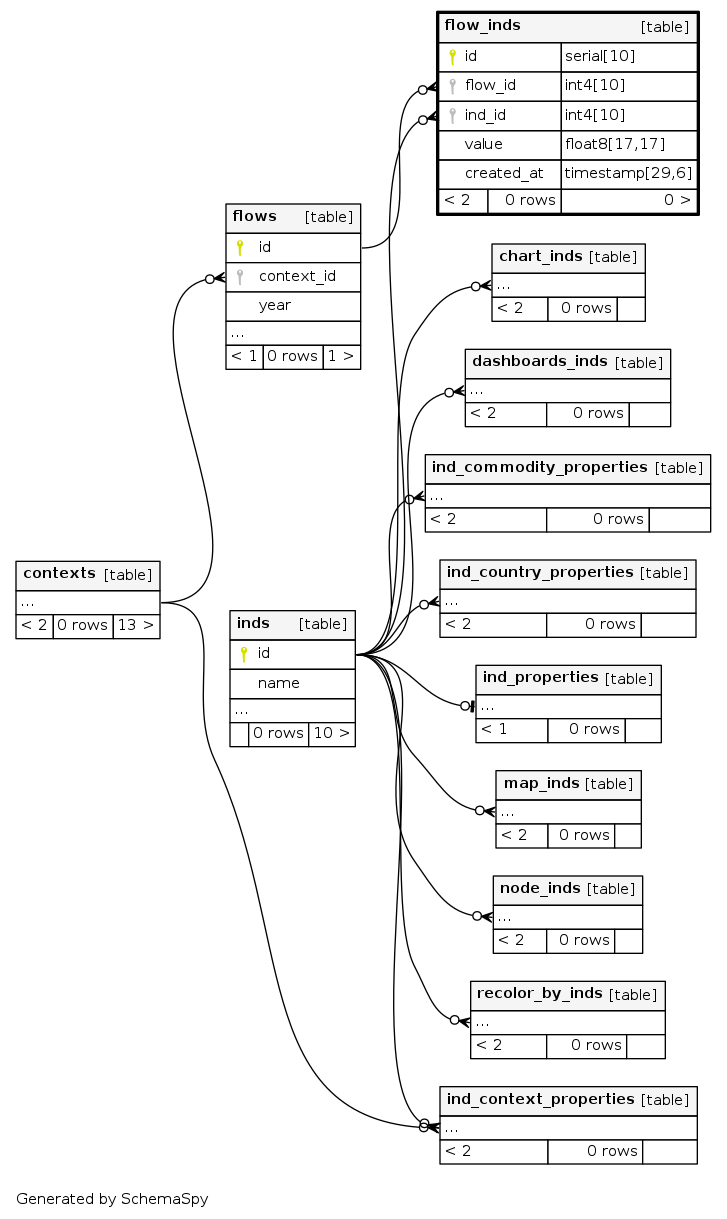 flow_inds [table]
id serial[10]
flow_id int4[10]
ind_id int4[10]
value float8[17,17]
created_at timestamp[29,6]
< 2 0 rows 0 >
flows [table]
id
context_id
year
...
< 1 0 rows 1 >
chart_inds [table]
...
< 2 0 rows
dashboards_inds [table]
...
< 2 0 rows
ind_commodity_properties [table]
...
< 2 0 rows
contexts [table]
...
< 2 0 rows 13 >
ind_country_properties [table]
...
< 2 0 rows
inds [table]
id
name
...
0 rows 10 >
ind_properties [table]
...
< 1 0 rows
map_inds [table]
...
< 2 0 rows
node_inds [table]
...
< 2 0 rows
recolor_by_inds [table]
...
< 2 0 rows
ind_context_properties [table]
...
< 2 0 rows
Generated by SchemaSpy